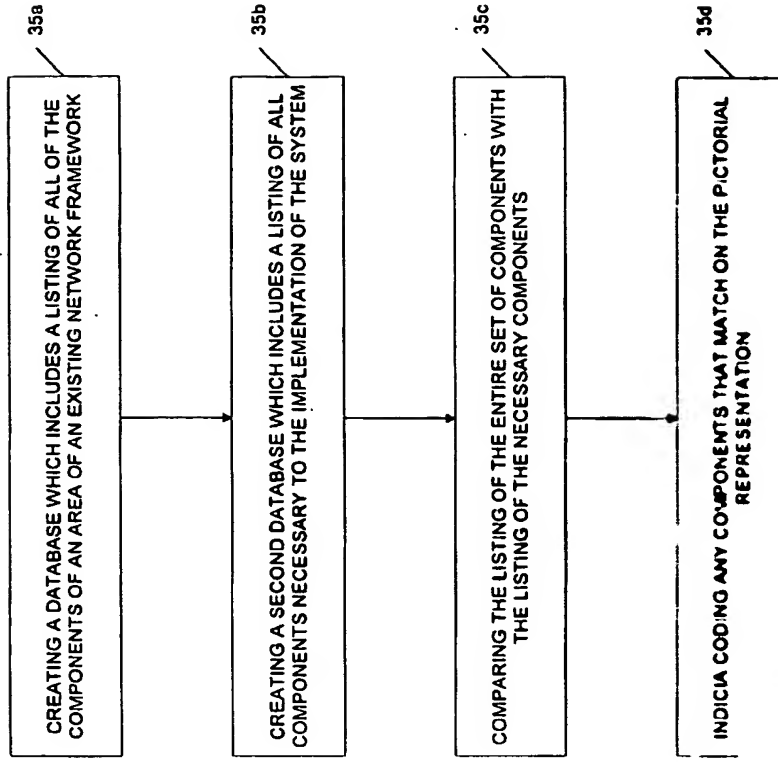 35a
CREATING A DATABASE WHICH INCLUDES A LISTING OF ALL OF THE
COMPONENTS OF AN AREA OF AN EXISTING NETWORK FRAMEWORK
35b
CREATING A SECOND DATABASE WHICH INCLUDES A LISTING OF ALL
COMPONENTS NECESSARY TO THE IMPLEMENTATION OF THE SYSTEM
35c
COMPARING THE LISTING OF THE ENTIRE SET OF COMPONENTS WITH
THE LISTING OF THE NECESSARY COMPONENTS
35d
INDICIA CODING ANY COMPONENTS THAT MATCH ON THE PICTORIAL
REPRESENTATION